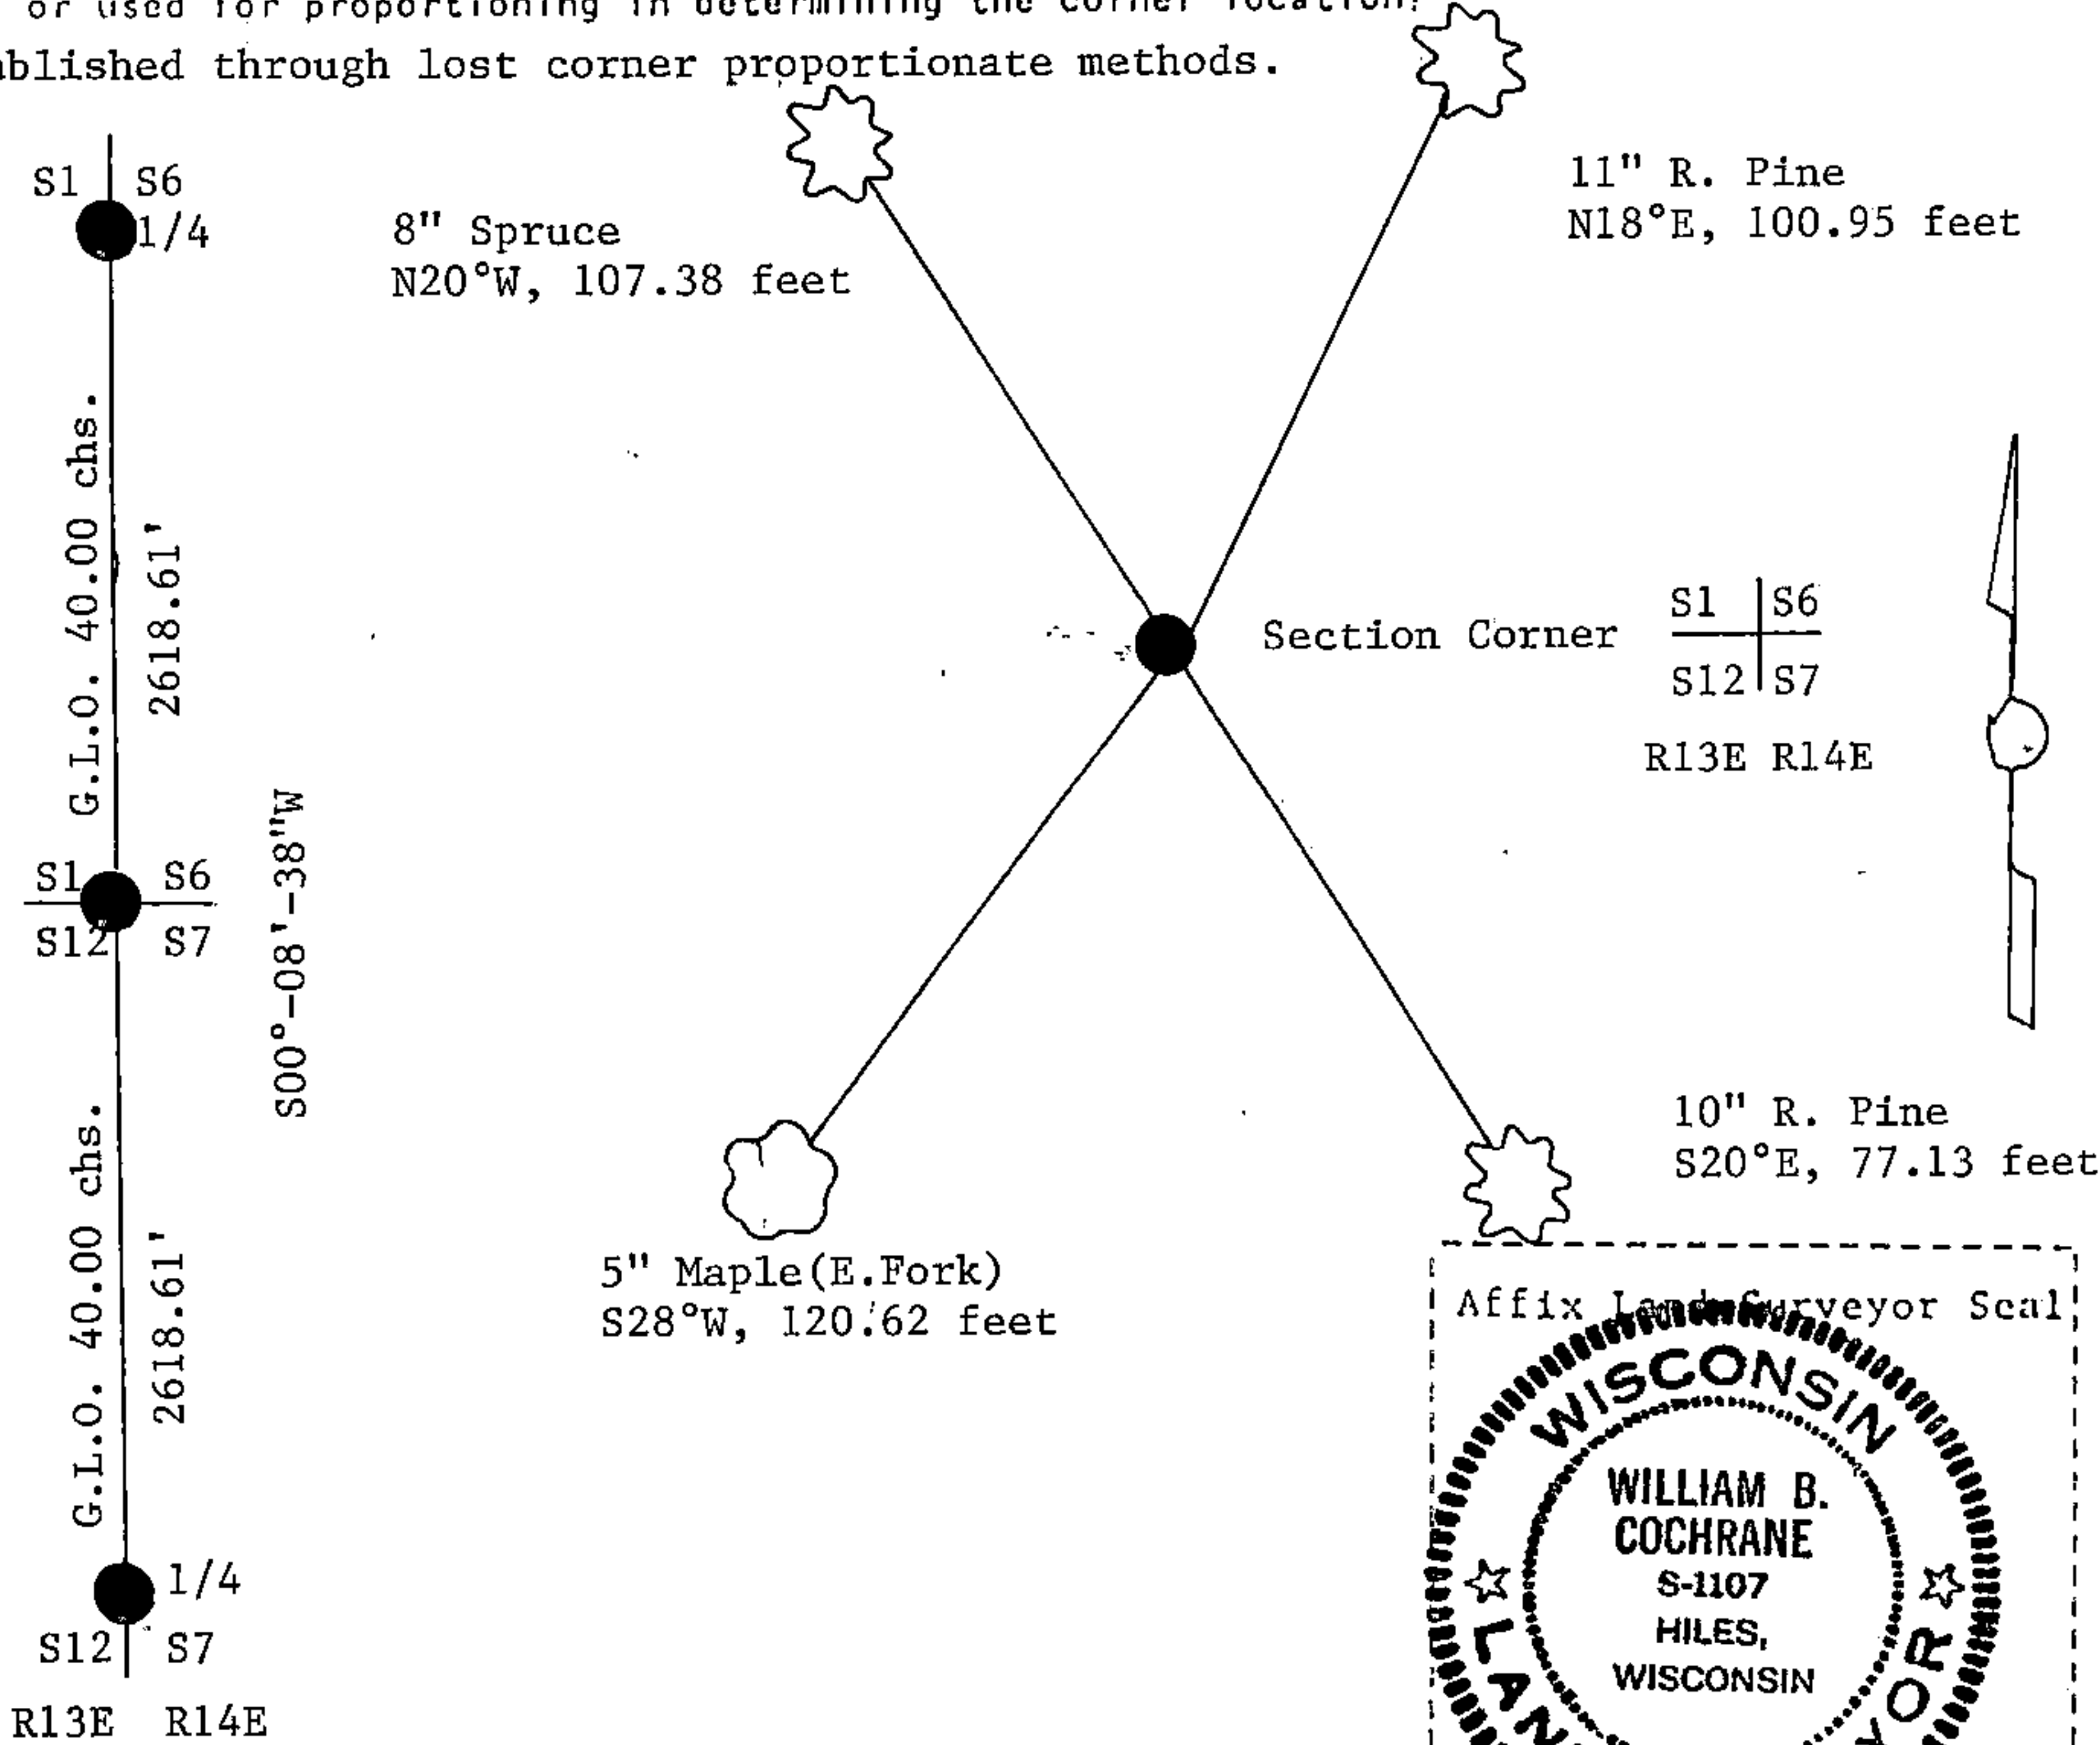 or used for proportioning in determining the corner location:
ablished through lost corner proportionate methods.
S1 S6
1/4
8" Spruce
N20°W, 107.38 feet
11" R. Pine
N18°E, 100.95 feet
G.L.O. 40.00 chs.
2618.61'
Section Corner
S1 S6
S12 S7
R13E R14E
S1 S6
S12 S7
S00°-08'-38"W
G.L.O. 40.00 chs.
2618.61'
5" Maple(E.Fork)
S28°W, 120.62 feet
10" R. Pine
S20°E, 77.13 feet
1/4
S12 S7
R13E R14E
Affix Land Surveyor Seal
WISCONSIN
WILLIAM B.
COCHRANE
S-1107
HILES,
WISCONSIN